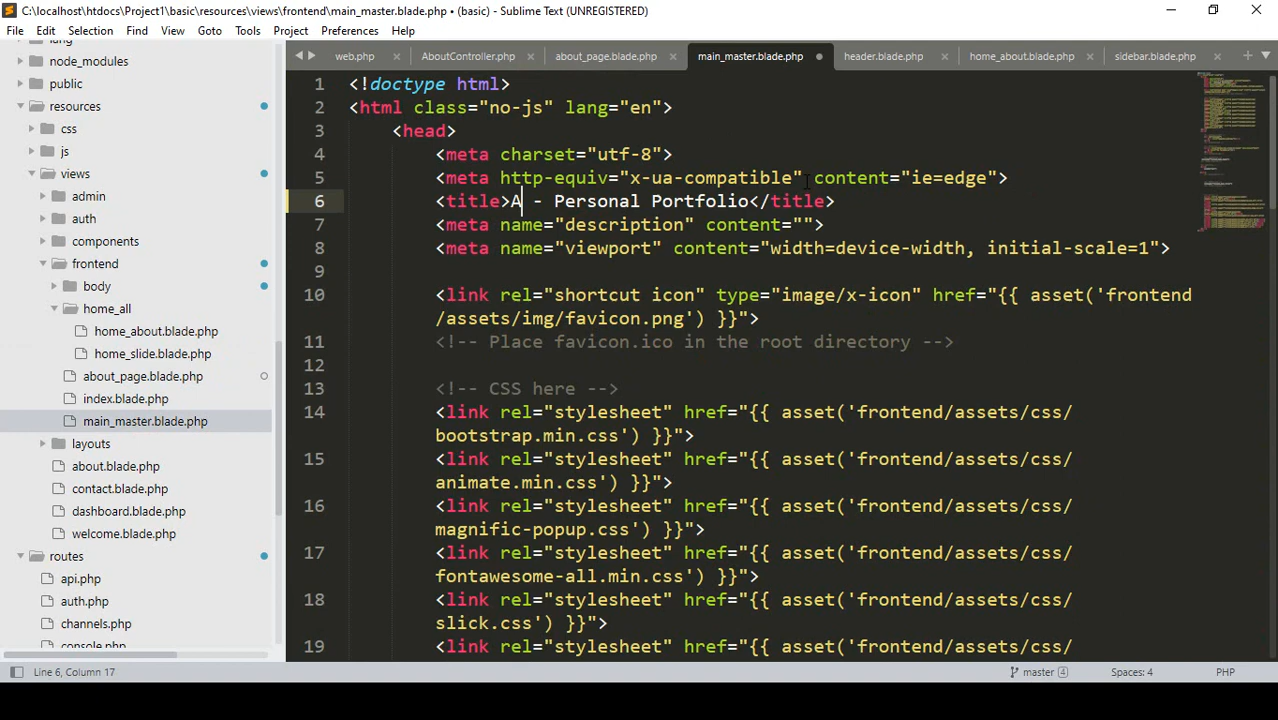 C:\localhost\htdocs\Project1\basic\resources\views\frontend\main_master.blade.php • (basic) - Sublime Text (UNREGISTERED)
File Edit Selection Find View Goto Tools Project Preferences Help
web.php AboutController.php about_page.blade.php main_master.blade.php header.blade.php home_about.blade.php sidebar.blade.php
lang
node_modules
public
resources
css
js
views
admin
auth
components
frontend
body
home_all
home_about.blade.php
home_slide.blade.php
about_page.blade.php
index.blade.php
main_master.blade.php
layouts
about.blade.php
contact.blade.php
dashboard.blade.php
welcome.blade.php
routes
api.php
auth.php
channels.php
console.php
1 <!doctype html>
2 <html class="no-js" lang="en">
3 <head>
4 <meta charset="utf-8">
5 <meta http-equiv="x-ua-compatible" content="ie=edge">
6 <title>A - Personal Portfolio</title>
7 <meta name="description" content="">
8 <meta name="viewport" content="width=device-width, initial-scale=1">
9
10 <link rel="shortcut icon" type="image/x-icon" href="{{ asset('frontend
/assets/img/favicon.png') }}">
11 <!-- Place favicon.ico in the root directory -->
12
13 <!-- CSS here -->
14 <link rel="stylesheet" href="{{ asset('frontend/assets/css/
bootstrap.min.css') }}">
15 <link rel="stylesheet" href="{{ asset('frontend/assets/css/
animate.min.css') }}">
16 <link rel="stylesheet" href="{{ asset('frontend/assets/css/
magnific-popup.css') }}">
17 <link rel="stylesheet" href="{{ asset('frontend/assets/css/
fontawesome-all.min.css') }}">
18 <link rel="stylesheet" href="{{ asset('frontend/assets/css/
slick.css') }}">
19 <link rel="stylesheet" href="{{ asset('frontend/assets/css/
Line 6, Column 17 master 4 Spaces: 4 PHP